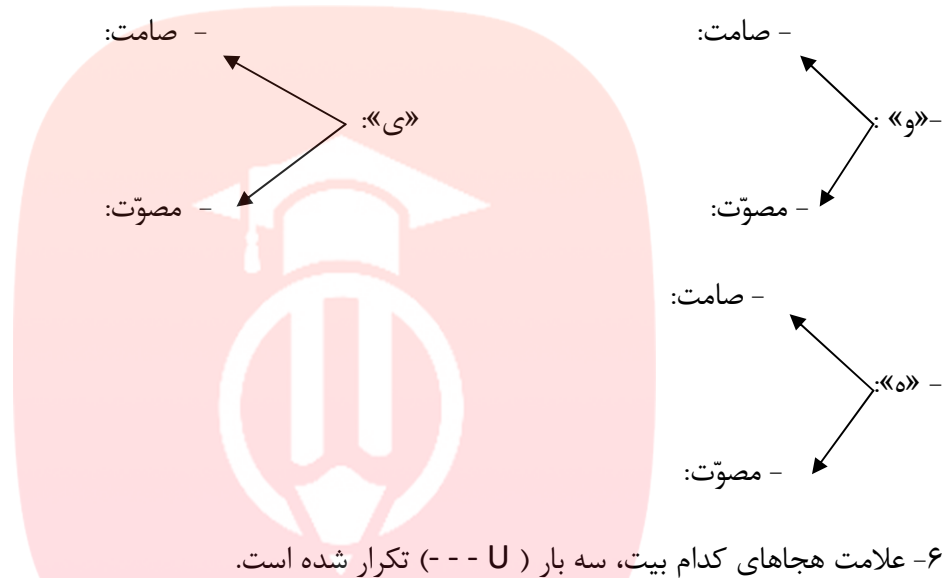 – صامت:
– «و» :
– مصوّت:
– صامت:
«ی»:
– مصوّت:
– صامت:
– «ه»:
– مصوّت:
۶- علامت هجاهای کدام بیت، سه بار ( U - - -) تکرار شده است.